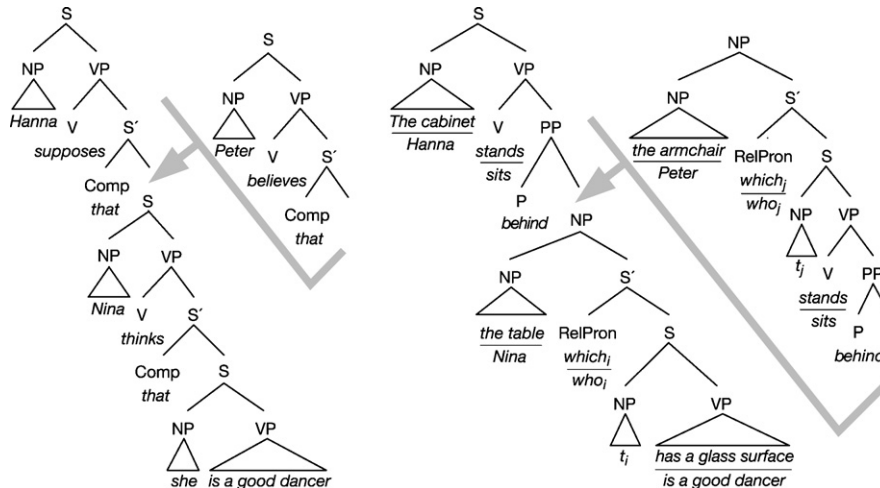 S
NP VP
Hanna
V S′
supposes
Comp
that
S
NP VP
Nina
V S′
thinks
Comp S
that
NP VP
she is a good dancer
S
NP VP
Peter
V S′
believes
Comp
that
S
NP VP
The cabinet
Hanna
V PP
stands
sits
P
behind
NP
NP S′
the table
Nina
RelPron S
which i
who i
NP VP
t i
has a glass surface
is a good dancer
NP
NP S′
the armchair
Peter
RelPron S
which j
who j
NP VP
t j
V PP
stands
sits
P
behind